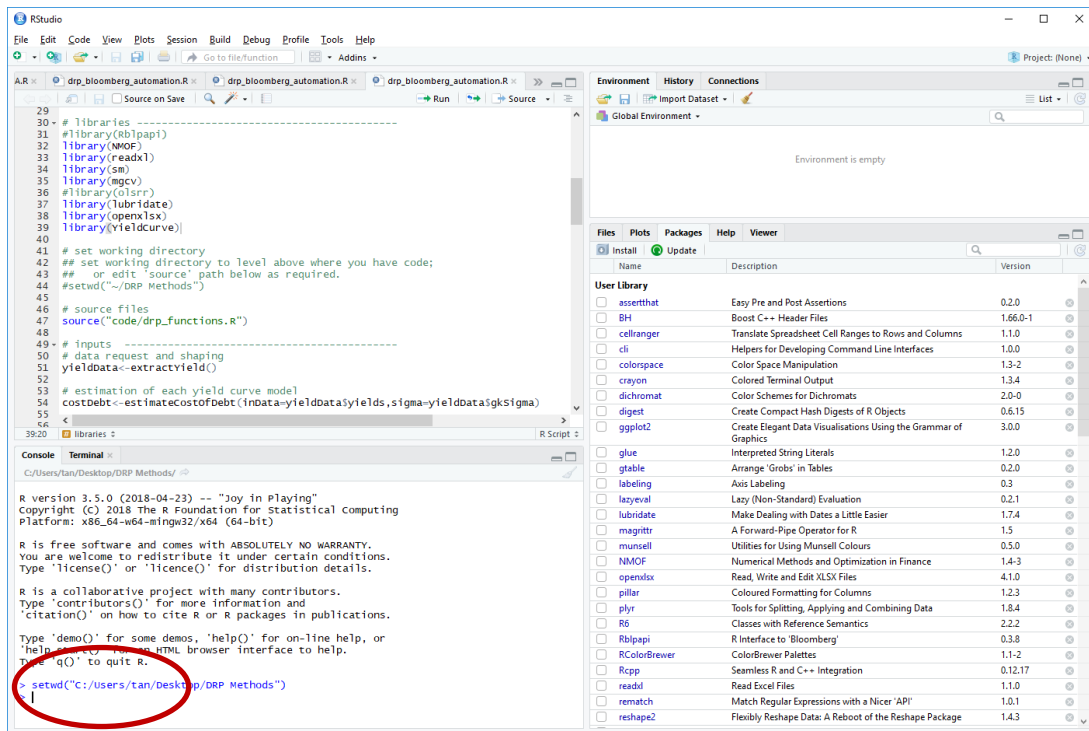 RStudio
File Edit Code View Plots Session Build Debug Profile Tools Help
Go to file/function Addins Project: (None)
A.R drp_bloomberg_automation.R drp_bloomberg_automation.R drp_bloomberg_automation.R
Source on Save Run Source
29
30 # libraries ------------------------------------------
31 #library(Rblpapi)
32 library(NMOF)
33 library(readxl)
34 library(sm)
35 library(mgcv)
36 #library(olsrr)
37 library(lubridate)
38 library(openxlsx)
39 library(YieldCurve)
40
41 # set working directory
42 ## set working directory to level above where you have code;
43 ## or edit 'source' path below as required.
44 #setwd("~/DRP Methods")
45
46 # source files
47 source("code/drp_functions.R")
48
49 # inputs ------------------------------------------
50 # data request and shaping
51 yieldData<-extractYield()
52
53 # estimation of each yield curve model
54 costDebt<-estimateCostOfDebt(inData=yieldData$yields,sigma=yieldData$gkSigma)
55
56
39:20 libraries R Script
Console Terminal
C:/Users/tan/Desktop/DRP Methods/
R version 3.5.0 (2018-04-23) -- "Joy in Playing"
Copyright (C) 2018 The R Foundation for Statistical Computing
Platform: x86_64-w64-mingw32/x64 (64-bit)
R is free software and comes with ABSOLUTELY NO WARRANTY.
You are welcome to redistribute it under certain conditions.
Type 'license()' or 'licence()' for distribution details.
R is a collaborative project with many contributors.
Type 'contributors()' for more information and
'citation()' on how to cite R or R packages in publications.
Type 'demo()' for some demos, 'help()' for on-line help, or
'help.start()' for an HTML browser interface to help.
Type 'q()' to quit R.
> setwd("C:/Users/tan/Desktop/DRP Methods")
>
Environment History Connections
Import Dataset List
Global Environment
Environment is empty
Files Plots Packages Help Viewer
Install Update
Name Description Version
User Library
assertthat Easy Pre and Post Assertions 0.2.0
BH Boost C++ Header Files 1.66.0-1
cellranger Translate Spreadsheet Cell Ranges to Rows and Columns 1.1.0
cli Helpers for Developing Command Line Interfaces 1.0.0
colorspace Color Space Manipulation 1.3-2
crayon Colored Terminal Output 1.3.4
dichromat Color Schemes for Dichromats 2.0-0
digest Create Compact Hash Digests of R Objects 0.6.15
ggplot2 Create Elegant Data Visualisations Using the Grammar of 3.0.0
Graphics
glue Interpreted String Literals 1.2.0
gtable Arrange 'Grobs' in Tables 0.2.0
labeling Axis Labeling 0.3
lazyeval Lazy (Non-Standard) Evaluation 0.2.1
lubridate Make Dealing with Dates a Little Easier 1.7.4
magrittr A Forward-Pipe Operator for R 1.5
munsell Utilities for Using Munsell Colours 0.5.0
NMOF Numerical Methods and Optimization in Finance 1.4-3
openxlsx Read, Write and Edit XLSX Files 4.1.0
pillar Coloured Formatting for Columns 1.2.3
plyr Tools for Splitting, Applying and Combining Data 1.8.4
R6 Classes with Reference Semantics 2.2.2
Rblpapi R Interface to 'Bloomberg' 0.3.8
RColorBrewer ColorBrewer Palettes 1.1-2
Rcpp Seamless R and C++ Integration 0.12.17
readxl Read Excel Files 1.1.0
rematch Match Regular Expressions with a Nicer 'API' 1.0.1
reshape2 Flexibly Reshape Data: A Reboot of the Reshape Package 1.4.3